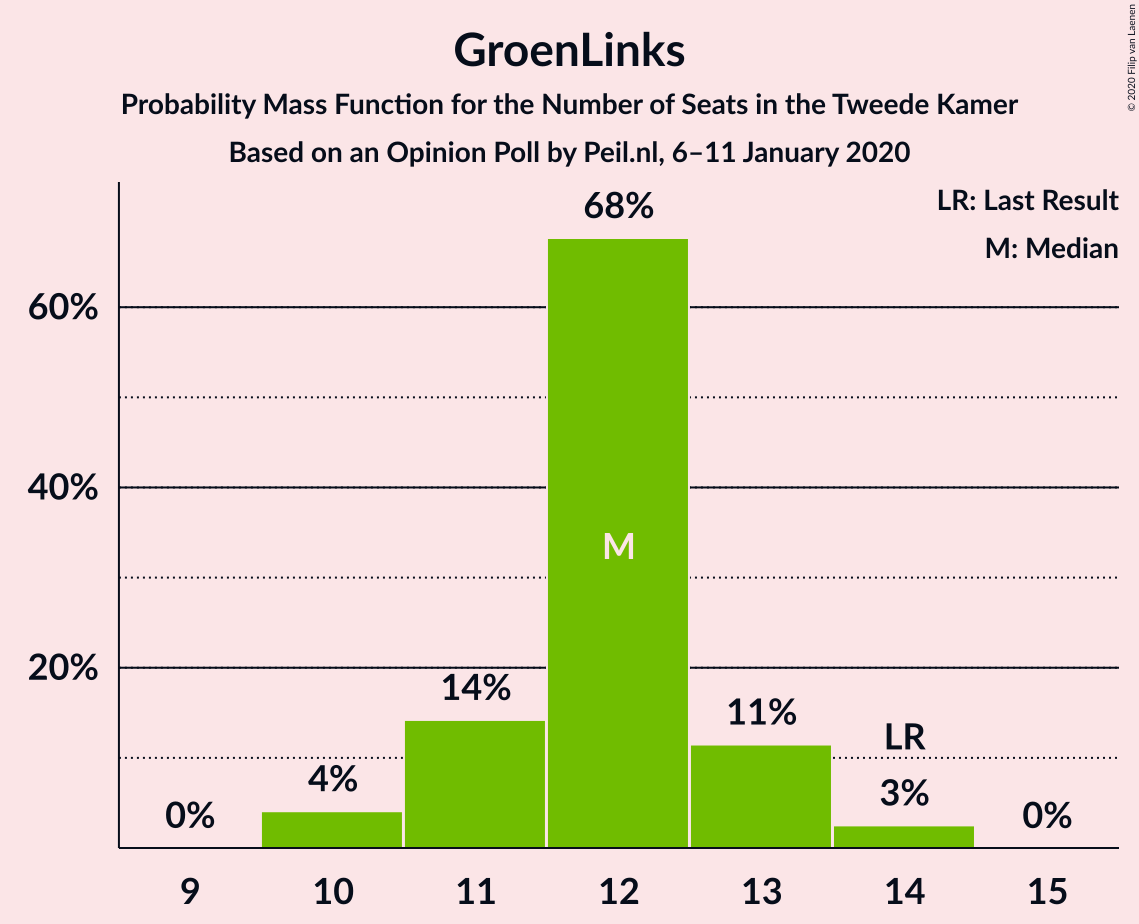 GroenLinks
Probability Mass Function for the Number of Seats in the Tweede Kamer
Based on an Opinion Poll by Peil.nl, 6–11 January 2020
© 2020 Filip van Laenen
LR: Last Result
M: Median
68%
60%
40%
M
20%
14%
11%
LR
4%
3%
0%
0%
9 10 11 12 13 14 15